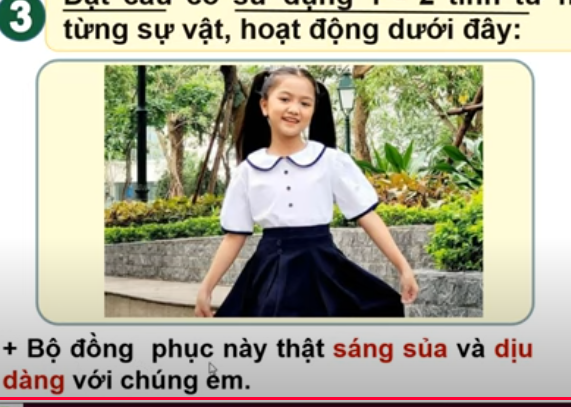 3
từng sự vật, hoạt động dưới đây:
+ Bộ đồng phục này thật sáng sủa và dịu
dàng với chúng em.